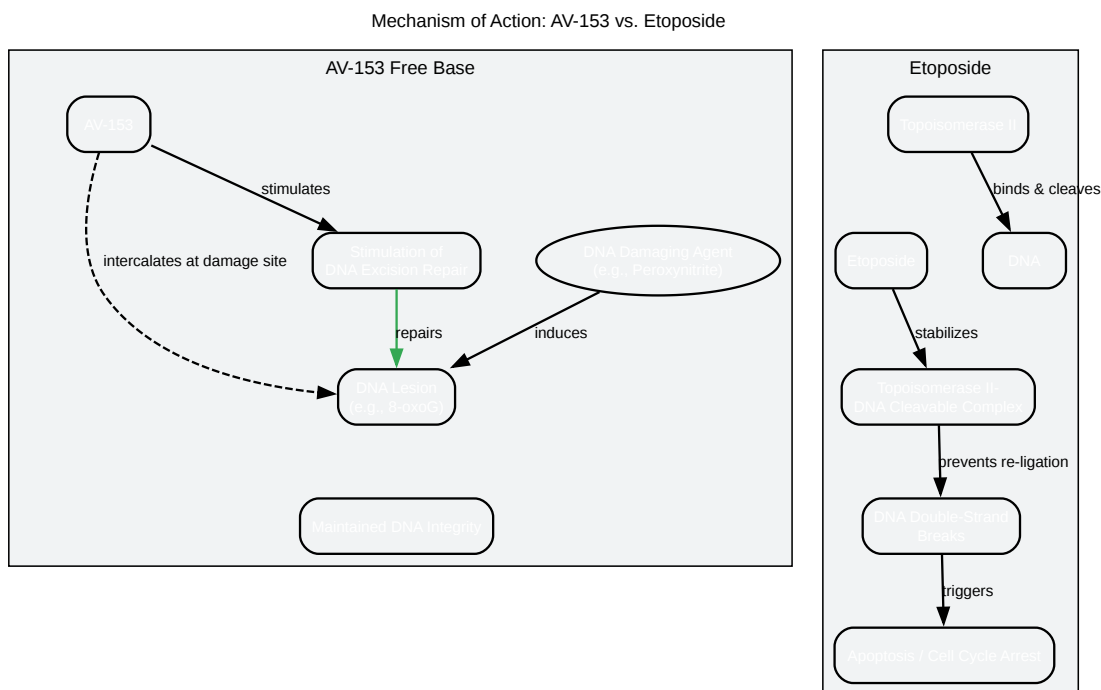 Mechanism of Action: AV-153 vs. Etoposide
AV-153 Free Base
AV-153
stimulates
intercalates at damage site
Stimulation of
DNA Excision Repair
DNA Damaging Agent
(e.g., Peroxynitrite)
repairs
induces
DNA Lesion
(e.g., 8-oxoG)
Maintained DNA Integrity
Etoposide
Topoisomerase II
binds & cleaves
Etoposide
DNA
stabilizes
Topoisomerase II-
DNA Cleavable Complex
prevents re-ligation
DNA Double-Strand
Breaks
triggers
Apoptosis / Cell Cycle Arrest